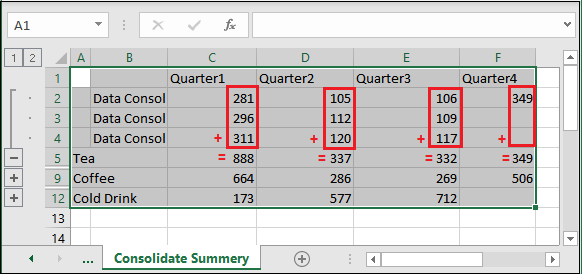 A1 fx
1 2 A B C D E F
1 Quarter1 Quarter2 Quarter3 Quarter4
2 Data Consol 281 105 106 349
3 Data Consol 296 112 109
4 Data Consol + 311 + 120 + 117 +
5 Tea = 888 = 337 = 332 =349
9 Coffee 664 286 269 506
12 Cold Drink 173 577 712
13
14
... Consolidate Summery